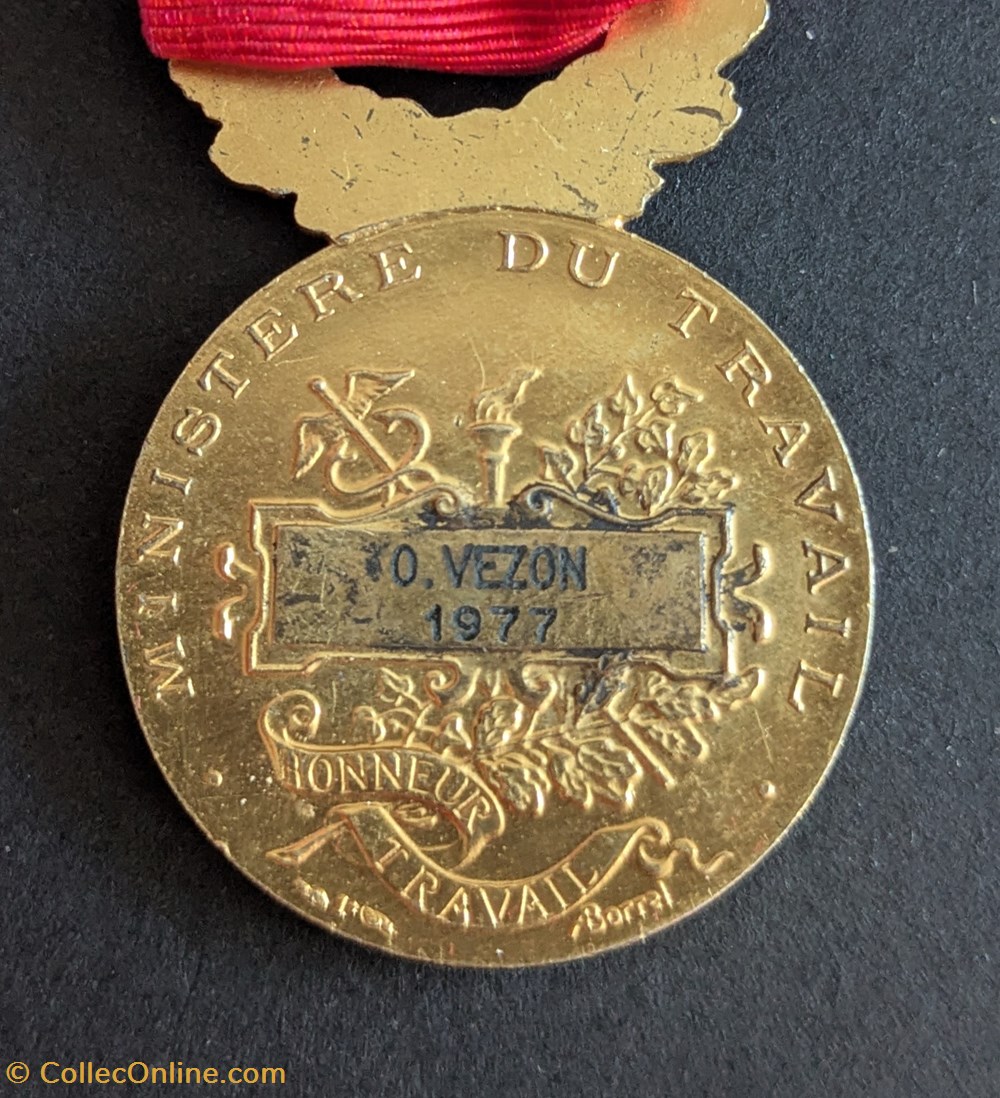 MINISTERE DU TRAVAIL
O. VEZON
1977
HONNEUR
TRAVAIL
Borrel
© CollecOnline.com